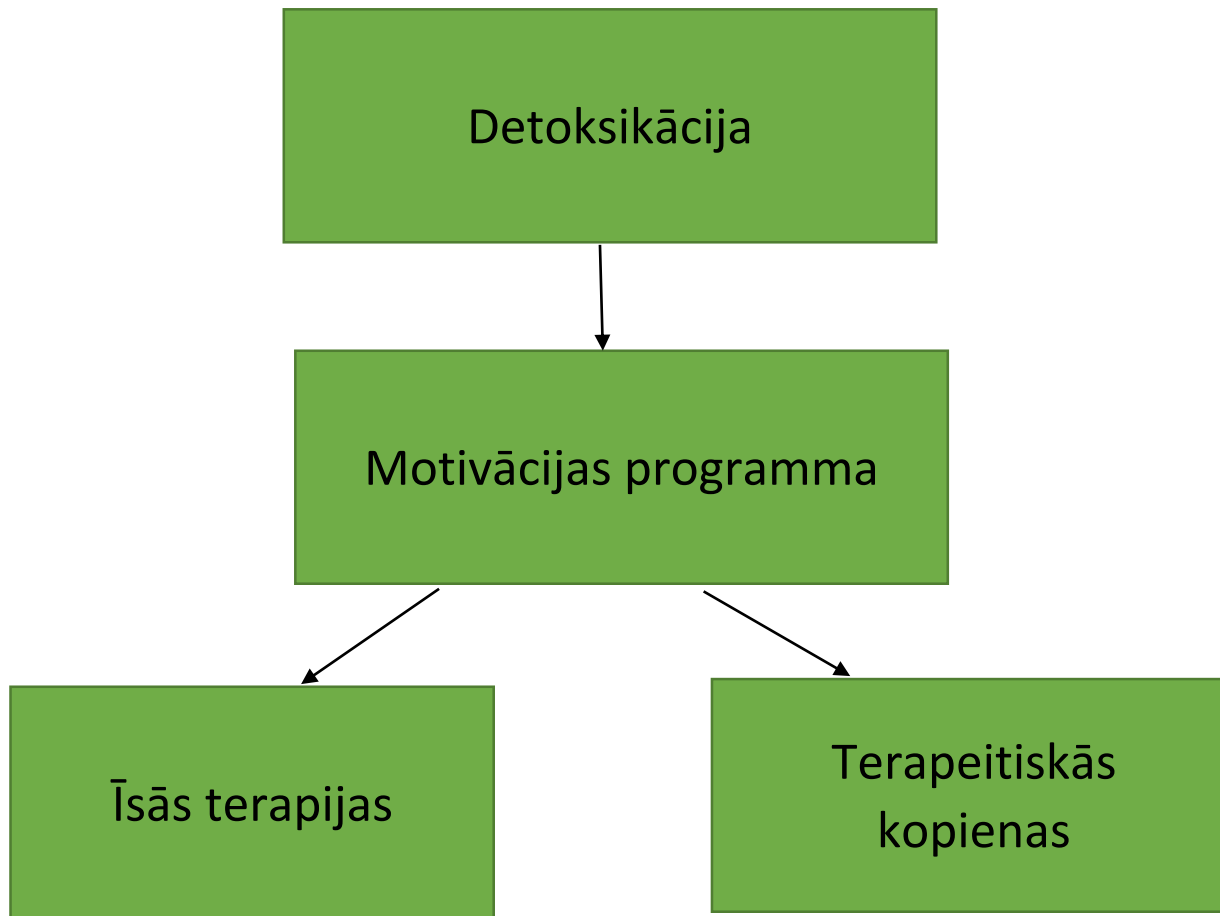 Detoksikācija
Motivācijas programma
Īsās terapijas
Terapeitiskās
kopienas